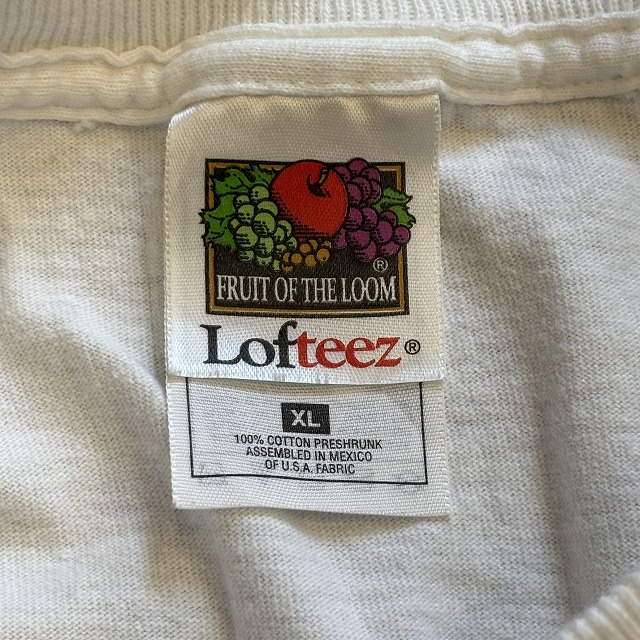 ®
FRUIT OF THE LOOM
Lofteez®
XL
100% COTTON PRESHRUNK
ASSEMBLED IN MEXICO
OF U.S.A. FABRIC